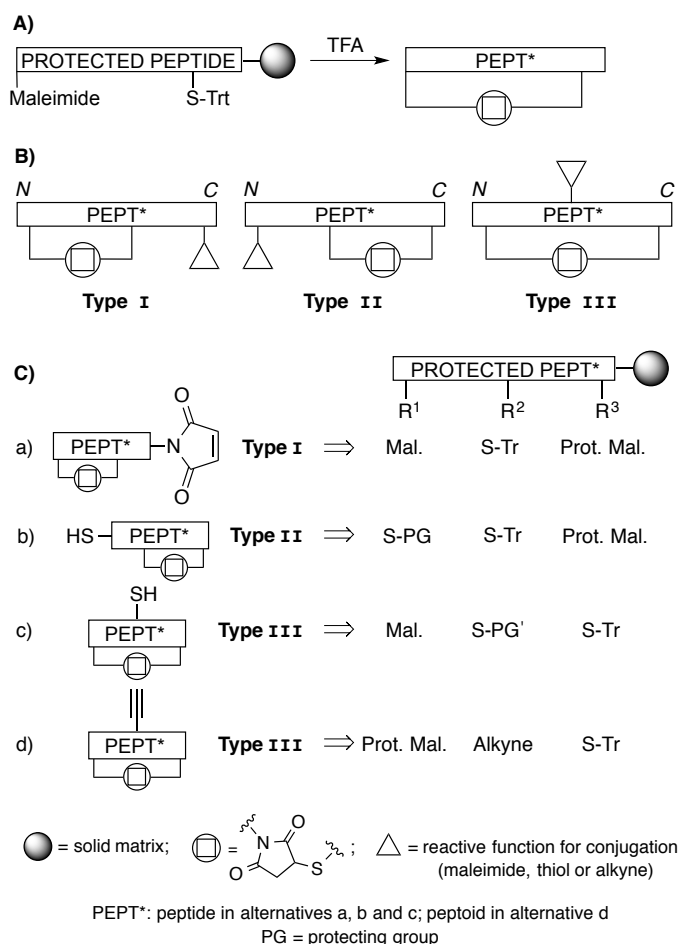 A)
PROTECTED PEPTIDE
TFA
PEPT*
Maleimide
S-Trt
B)
N C N C N C
PEPT* PEPT* PEPT*
Type I Type II Type III
C)
PROTECTED PEPT*
R1 R2 R3
a) PEPT* N O O Type I ⇒ Mal. S-Tr Prot. Mal.
b) HS PEPT* Type II ⇒ S-PG S-Tr Prot. Mal.
SH
c) PEPT* Type III ⇒ Mal. S-PG' S-Tr
d) PEPT* Type III ⇒ Prot. Mal. Alkyne S-Tr
= solid matrix; = N O O S ; = reactive function for conjugation
(maleimide, thiol or alkyne)
PEPT*: peptide in alternatives a, b and c; peptoid in alternative d
PG = protecting group